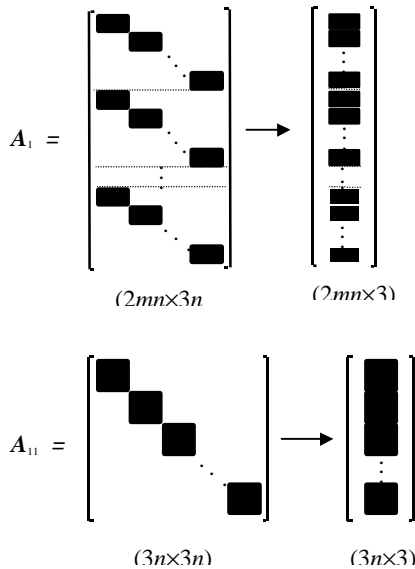 A₁ =
(2mn×3n
(2mn×3)
A₁₁ =
(3n×3n)
(3n×3)